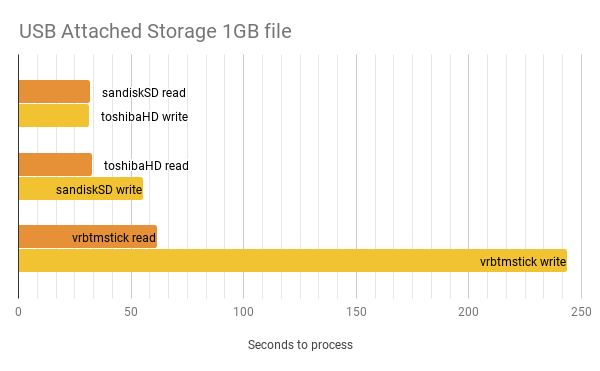 USB Attached Storage 1GB file
sandiskSD read
toshibaHD write
toshibaHD read
sandiskSD write
vrbtmstick read
vrbtmstick write
0 50 100 150 200 250
Seconds to process